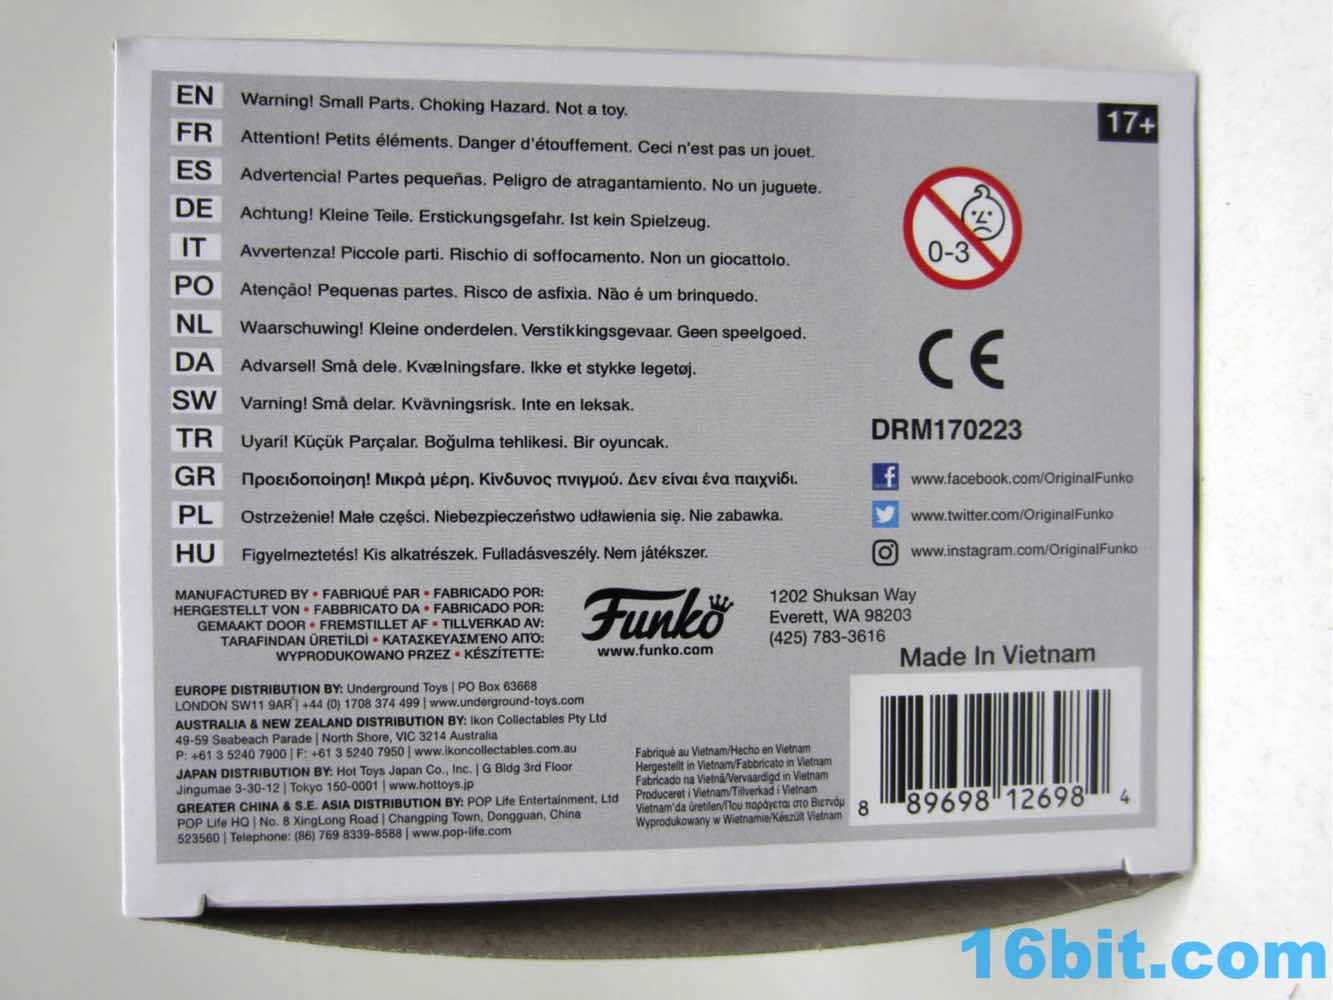 EN Warning! Small Parts. Choking Hazard. Not a toy.
FR Attention! Petits éléments. Danger d'étouffement. Ceci n'est pas un jouet.
ES Advertencia! Partes pequeñas. Peligro de atragantamiento. No un juguete.
DE Achtung! Kleine Teile. Erstickungsgefahr. Ist kein Spielzeug.
IT Avvertenza! Piccole parti. Rischio di soffocamento. Non un giocattolo.
PO Atenção! Pequenas partes. Risco de asfixia. Não é um brinquedo.
NL Waarschuwing! Kleine onderdelen. Verstikkingsgevaar. Geen speelgoed.
DA Advarsel! Små dele. Kvælningsfare. Ikke et stykke legetøj.
SW Varning! Små delar. Kvävningsrisk. Inte en leksak.
TR Uyari! Küçük Parçalar. Boğulma tehlikesi. Bir oyuncak.
GR Προειδοποίηση! Μικρά μέρη. Κίνδυνος πνιγμού. Δεν είναι ένα παιχνίδι.
PL Ostrzeżenie! Małe części. Niebezpieczeństwo udławienia się. Nie zabawka.
HU Figyelmeztetés! Kis alkatrészek. Fulladásveszély. Nem játékszer.
17+
0-3
CE
DRM170223
www.facebook.com/OriginalFunko
www.twitter.com/OriginalFunko
www.instagram.com/OriginalFunko
MANUFACTURED BY • FABRIQUÉ PAR • FABRICADO POR:
HERGESTELLT VON • FABBRICATO DA • FABRICADO POR:
GEMAAKT DOOR • FREMSTILLET AF • TILLVERKAD AV:
TARAFINDAN ÜRETİLDİ • ΚΑΤΑΣΚΕΥΑΣΜΈΝΟ ΑΠΌ:
WYPRODUKOWANO PRZEZ • KÉSZÍTETTE:
Funko
www.funko.com
1202 Shuksan Way
Everett, WA 98203
(425) 783-3616
Made In Vietnam
EUROPE DISTRIBUTION BY: Underground Toys | PO Box 63668
LONDON SW11 9AR | +44 (0) 1708 374 499 | www.underground-toys.com
AUSTRALIA & NEW ZEALAND DISTRIBUTION BY: Ikon Collectables Pty Ltd
49-59 Seabeach Parade | North Shore, VIC 3214 Australia
P: +61 3 5240 7900 | F: +61 3 5240 7950 | www.ikoncollectables.com.au
JAPAN DISTRIBUTION BY: Hot Toys Japan Co., Inc. | G Bldg 3rd Floor
Jingumae 3-30-12 | Tokyo 150-0001 | www.hottoys.jp
GREATER CHINA & S.E. ASIA DISTRIBUTION BY: POP Life Entertainment, Ltd
POP Life HQ | No. 8 XingLong Road | Changping Town, Dongguan, China
523560 | Telephone: (86) 769 8339-8588 | www.pop-life.com
Fabriqué au Vietnam/Hecho en Vietnam
Hergestellt in Vietnam/Fabbricato in Vietnam
Fabricado na Vietnã/Vervaardigd in Vietnam
Produceret i Vietnam/Tillverkad i Vietnam
Vietnam'da üretilen/Που παράγεται στο Βιετνάμ
Wyprodukowany w Wietnamie/Készült Vietnam
8 89698 12698 4
16bit.com